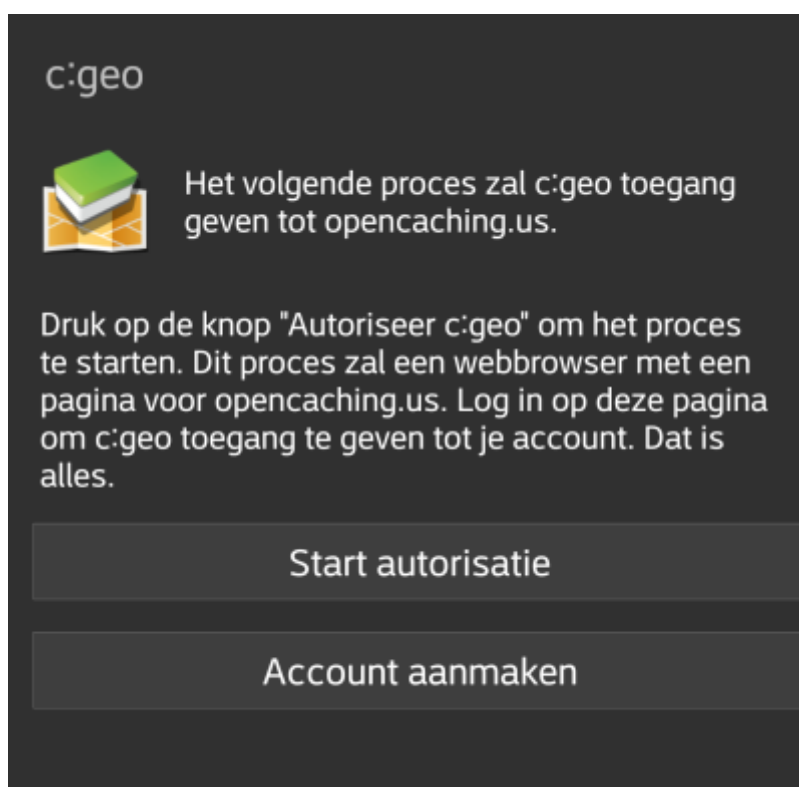 c:geo
Het volgende proces zal c:geo toegang
geven tot opencaching.us.
Druk op de knop "Autoriseer c:geo" om het proces
te starten. Dit proces zal een webbrowser met een
pagina voor opencaching.us. Log in op deze pagina
om c:geo toegang te geven tot je account. Dat is
alles.
Start autorisatie
Account aanmaken